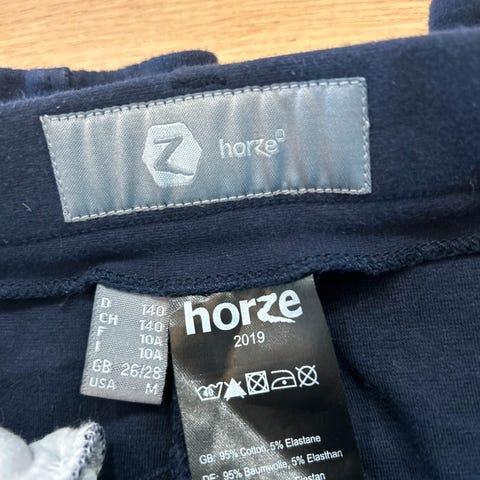 horze
D 140
CH 140
F 10A
I 10A
GB 26/28
USA M
horze
2019
GB: 95% Cotton, 5% Elastane
DE: 95% Baumwolle, 5% Elasthan